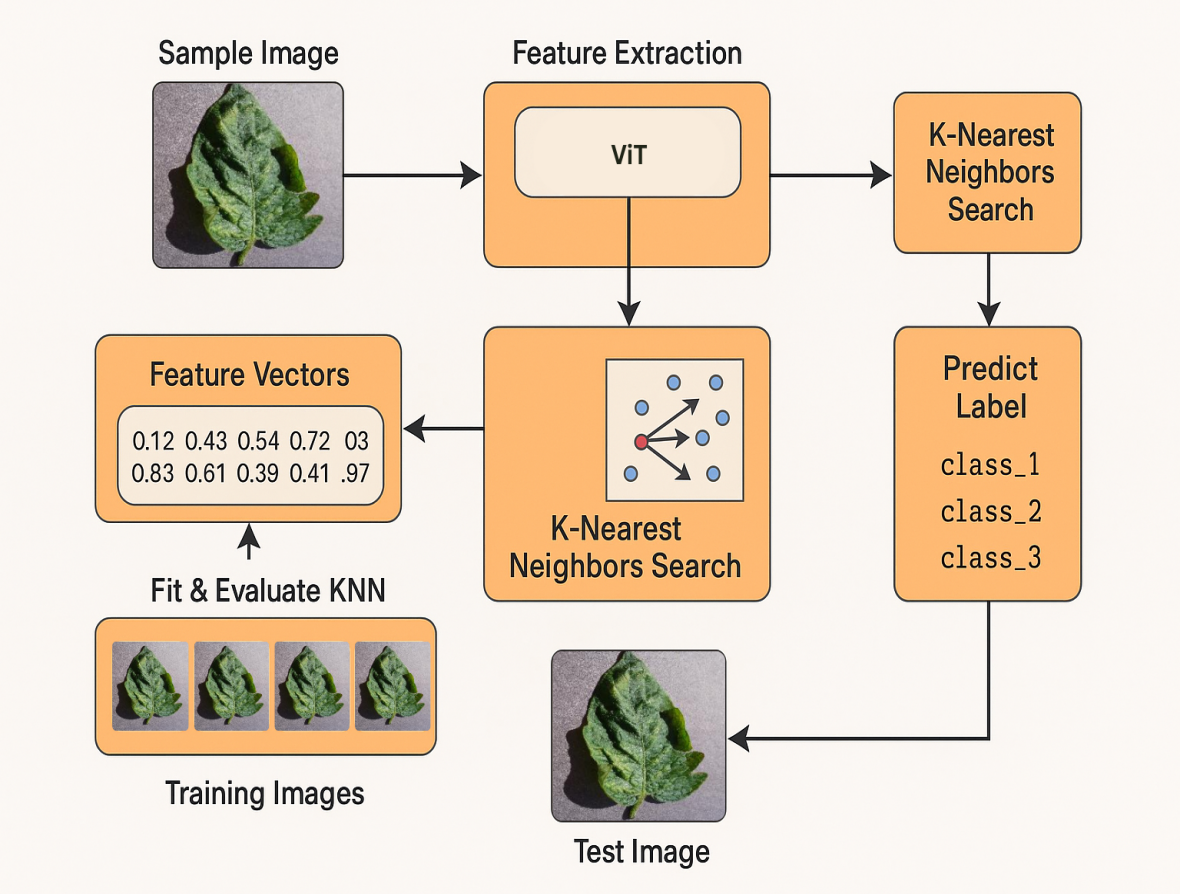 Sample Image
Feature Extraction
ViT
K-Nearest
Neighbors
Search
Feature Vectors
0.12 0.43 0.54 0.72 03
0.83 0.61 0.39 0.41 .97
K-Nearest
Neighbors Search
Predict
Label
class_1
class_2
class_3
Fit & Evaluate KNN
Training Images
Test Image